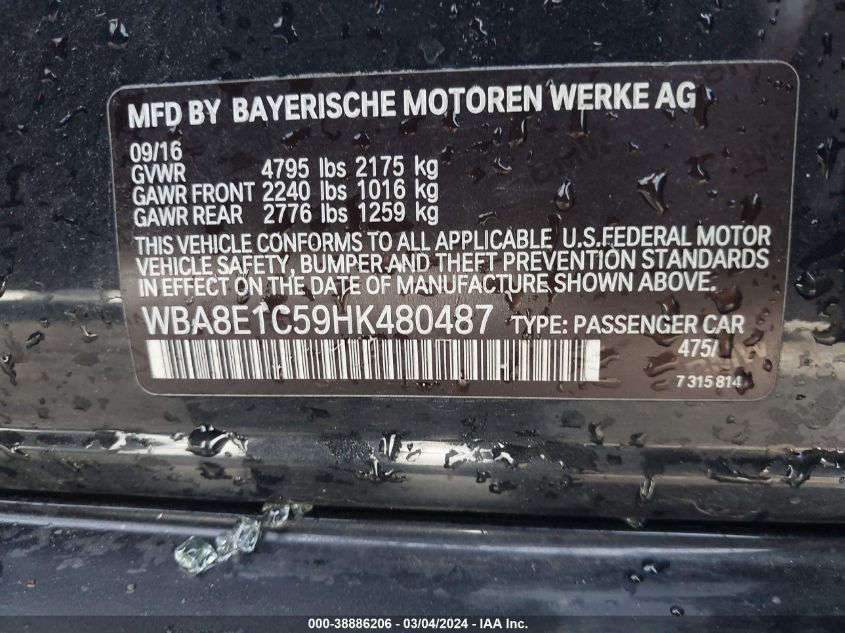 MFD BY BAYERISCHE MOTOREN WERKE AG
09/16
GVWR 4795 lbs 2175 kg
GAWR FRONT 2240 lbs 1016 kg
GAWR REAR 2776 lbs 1259 kg
THIS VEHICLE CONFORMS TO ALL APPLICABLE U.S.FEDERAL MOTOR
VEHICLE SAFETY, BUMPER AND THEFT PREVENTION STANDARDS
IN EFFECT ON THE DATE OF MANUFACTURE SHOWN ABOVE.
WBA8E1C59HK480487 TYPE: PASSENGER CAR
475/
7 315 814
000-38886206 - 03/04/2024 - IAA Inc.